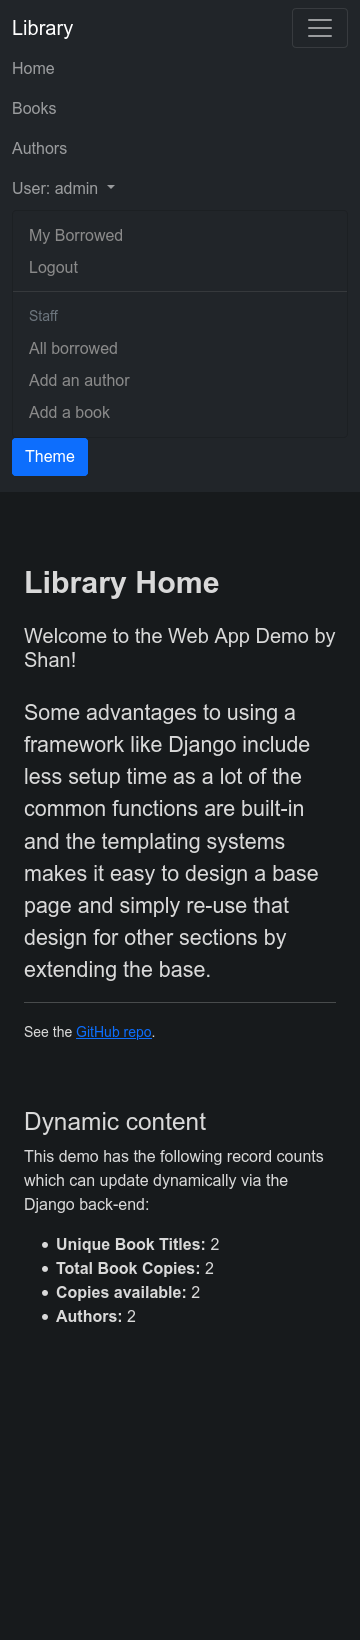 Library
Home
Books
Authors
User: admin
My Borrowed
Logout
Staff
All borrowed
Add an author
Add a book
Theme
Library Home
Welcome to the Web App Demo by
Shan!
Some advantages to using a
framework like Django include
less setup time as a lot of the
common functions are built-in
and the templating systems
makes it easy to design a base
page and simply re-use that
design for other sections by
extending the base.
See the GitHub repo.
Dynamic content
This demo has the following record counts
which can update dynamically via the
Django back-end:
• Unique Book Titles: 2
• Total Book Copies: 2
• Copies available: 2
• Authors: 2